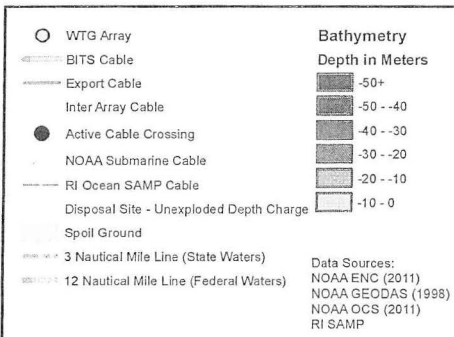 WTG Array
BITS Cable
Export Cable
Inter Array Cable
Active Cable Crossing
NOAA Submarine Cable
RI Ocean SAMP Cable
Disposal Site - Unexploded Depth Charge
Spoil Ground
3 Nautical Mile Line (State Waters)
12 Nautical Mile Line (Federal Waters)
Bathymetry
Depth in Meters
-50+
-50 - -40
-40 - -30
-30 - -20
-20 - -10
-10 - 0
Data Sources:
NOAA ENC (2011)
NOAA GEODAS (1998)
NOAA OCS (2011)
RI SAMP